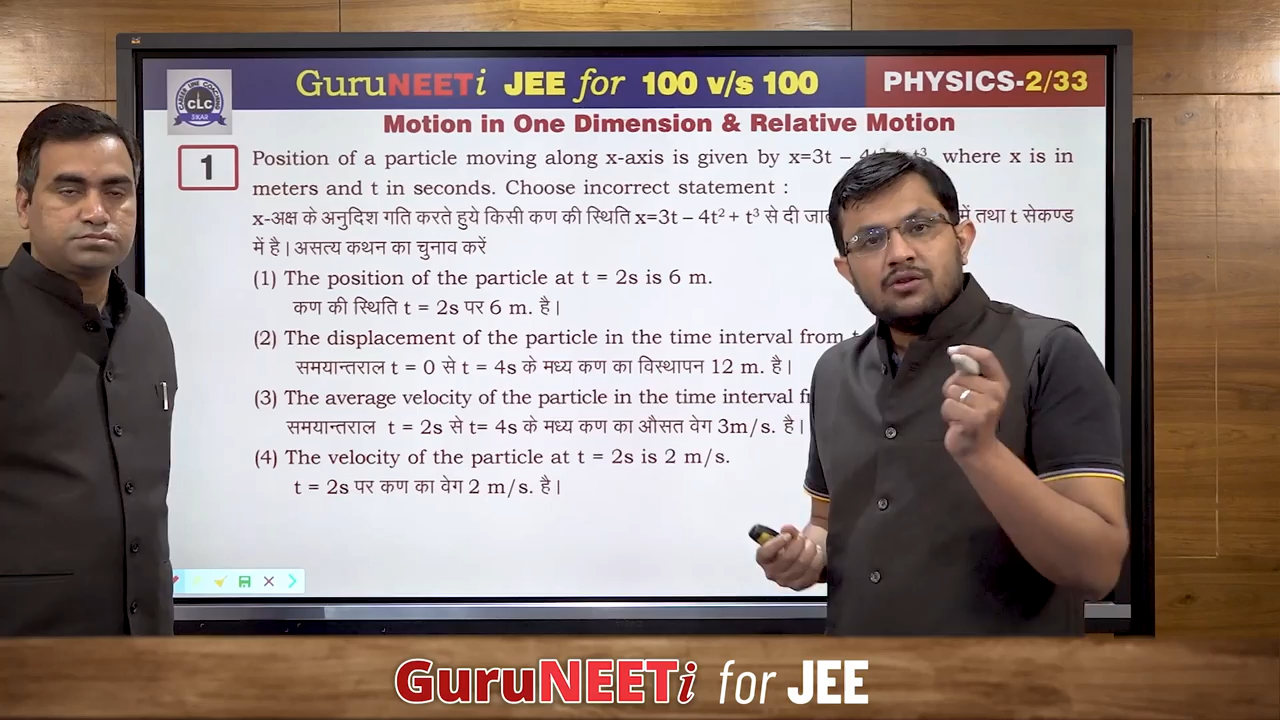 GuruNEETi JEE for 100 v/s 100
PHYSICS-2/33
CLC
SIKAR
Motion in One Dimension & Relative Motion
1
Position of a particle moving along x-axis is given by x=3t – where x is in
meters and t in seconds. Choose incorrect statement :
x-अक्ष के अनुदिश गति करते हुये किसी कण की स्थिति x=3t – 4t² + t³ से दी में तथा t सेकण्ड
में है। असत्य कथन का चुनाव करें
(1) The position of the particle at t = 2s is 6 m.
कण की स्थिति t = 2s पर 6 m. है।
(2) The displacement of the particle in the time interval from
समयान्तराल t = 0 से t = 4s के मध्य कण का विस्थापन 12 m. है।
(3) The average velocity of the particle in the time interval
समयान्तराल t = 2s से t= 4s के मध्य कण का औसत वेग 3m/s. है।
(4) The velocity of the particle at t = 2s is 2 m/s.
t = 2s पर कण का वेग 2 m/s. है।
GuruNEETi for JEE